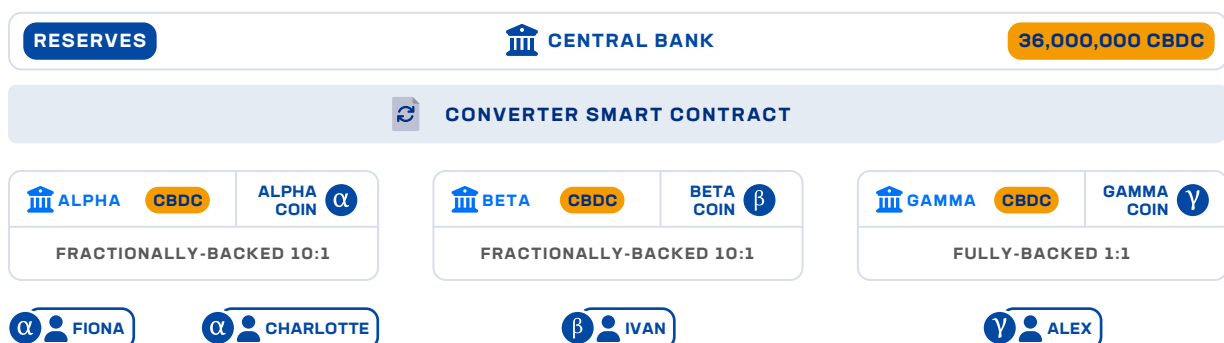 RESERVES
CENTRAL BANK
36,000,000 CBDC
CONVERTER SMART CONTRACT
ALPHA
CBDC
ALPHA
COIN
α
BETA
CBDC
BETA
COIN
β
GAMMA
CBDC
GAMMA
COIN
γ
FRACTIONALLY-BACKED 10:1
FRACTIONALLY-BACKED 10:1
FULLY-BACKED 1:1
α FIONA
α CHARLOTTE
β IVAN
γ ALEX